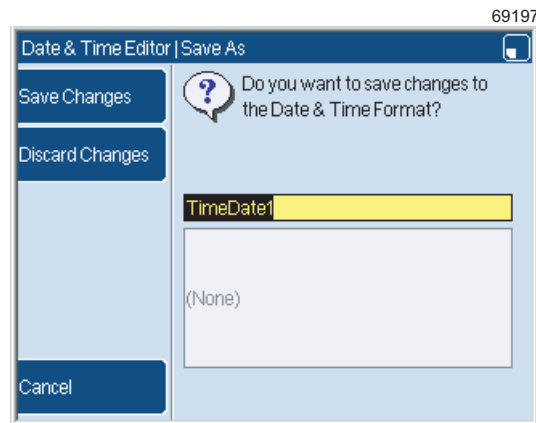 69197
Date & Time Editor | Save As
Save Changes
Do you want to save changes to
the Date & Time Format?
Discard Changes
TimeDate1
(None)
Cancel